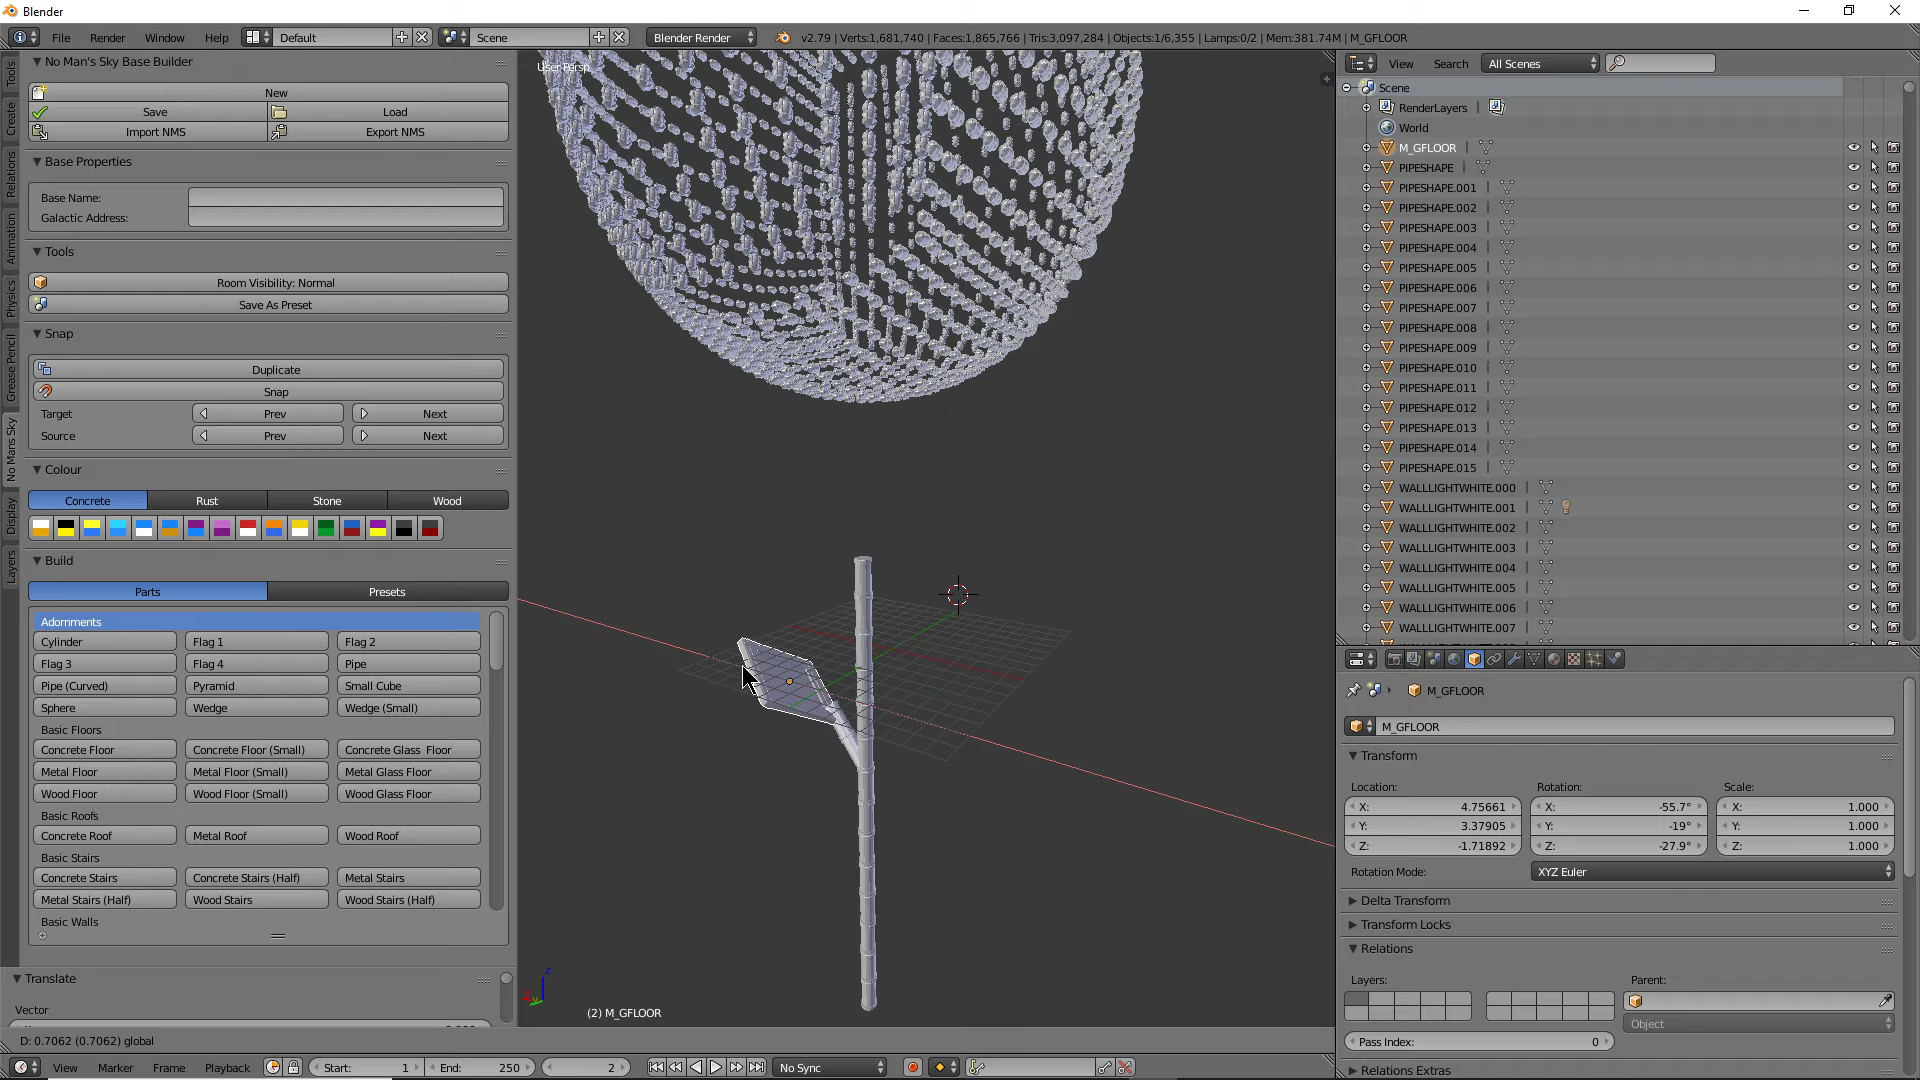 Blender
File Render Window Help Default Scene Blender Render v2.79 | Verts:1,681,740 | Faces:1,865,766 | Tris:3,097,284 | Objects:1/6,355 | Lamps:0/2 | Mem:381.74M | M_GFLOOR
Tools
Create
Relations
Animation
Physics
Grease Pencil
No Mans Sky
Display
Layers
No Man's Sky Base Builder
New
Save Load
Import NMS Export NMS
Base Properties
Base Name:
Galactic Address:
Tools
Room Visibility: Normal
Save As Preset
Snap
Duplicate
Snap
Target Prev Next
Source Prev Next
Colour
Concrete Rust Stone Wood
Build
Parts Presets
Adornments
Cylinder Flag 1 Flag 2
Flag 3 Flag 4 Pipe
Pipe (Curved) Pyramid Small Cube
Sphere Wedge Wedge (Small)
Basic Floors
Concrete Floor Concrete Floor (Small) Concrete Glass Floor
Metal Floor Metal Floor (Small) Metal Glass Floor
Wood Floor Wood Floor (Small) Wood Glass Floor
Basic Roofs
Concrete Roof Metal Roof Wood Roof
Basic Stairs
Concrete Stairs Concrete Stairs (Half) Metal Stairs
Metal Stairs (Half) Wood Stairs Wood Stairs (Half)
Basic Walls
Translate
Vector
D: 0.7062 (0.7062) global
User Persp
(2) M_GFLOOR
View Search All Scenes
Scene
RenderLayers
World
M_GFLOOR
PIPESHAPE
PIPESHAPE.001
PIPESHAPE.002
PIPESHAPE.003
PIPESHAPE.004
PIPESHAPE.005
PIPESHAPE.006
PIPESHAPE.007
PIPESHAPE.008
PIPESHAPE.009
PIPESHAPE.010
PIPESHAPE.011
PIPESHAPE.012
PIPESHAPE.013
PIPESHAPE.014
PIPESHAPE.015
WALLLIGHTWHITE.000
WALLLIGHTWHITE.001
WALLLIGHTWHITE.002
WALLLIGHTWHITE.003
WALLLIGHTWHITE.004
WALLLIGHTWHITE.005
WALLLIGHTWHITE.006
WALLLIGHTWHITE.007
M_GFLOOR
M_GFLOOR
Transform
Location: Rotation: Scale:
X: 4.75661 X: -55.7° X: 1.000
Y: 3.37905 Y: -19° Y: 1.000
Z: -1.71892 Z: -27.9° Z: 1.000
Rotation Mode: XYZ Euler
Delta Transform
Transform Locks
Relations
Layers: Parent:
Object
Pass Index: 0
Relations Extras
View Marker Frame Playback Start: 1 End: 250 2 No Sync